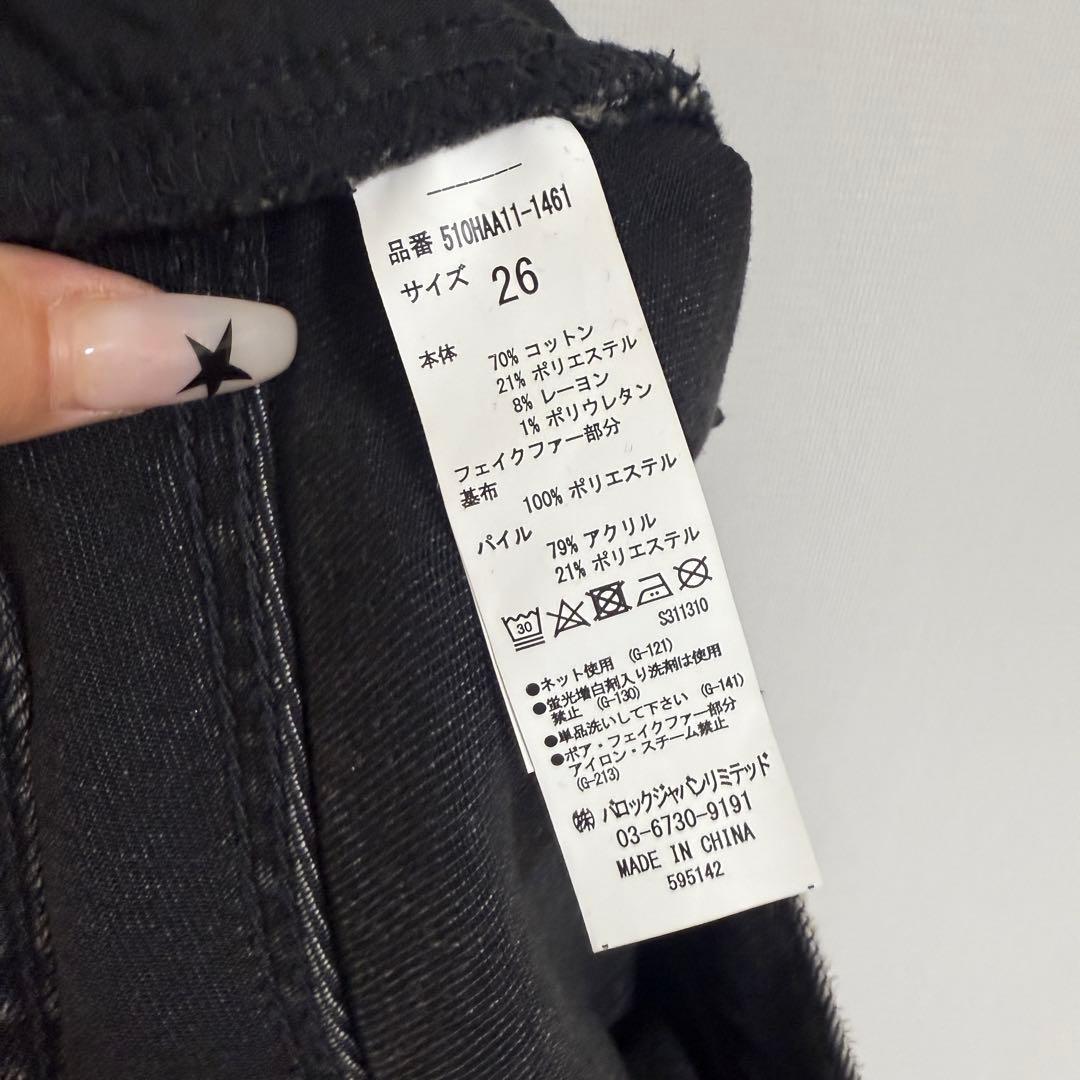 品番 510HAA11-1461
サイズ 26
本体 70% コットン
21% ポリエステル
8% レーヨン
1% ポリウレタン
フェイクファー部分
基布 100% ポリエステル
パイル 79% アクリル
21% ポリエステル
30
S311310
●ネット使用 (G-121)
●蛍光増白剤入り洗剤は使用
禁止 (G-130)
●単品洗いして下さい (G-141)
●ボア・フェイクファー部分
アイロン・スチーム禁止
(G-213)
(株) バロックジャパンリミテッド
03-6730-9191
MADE IN CHINA
595142